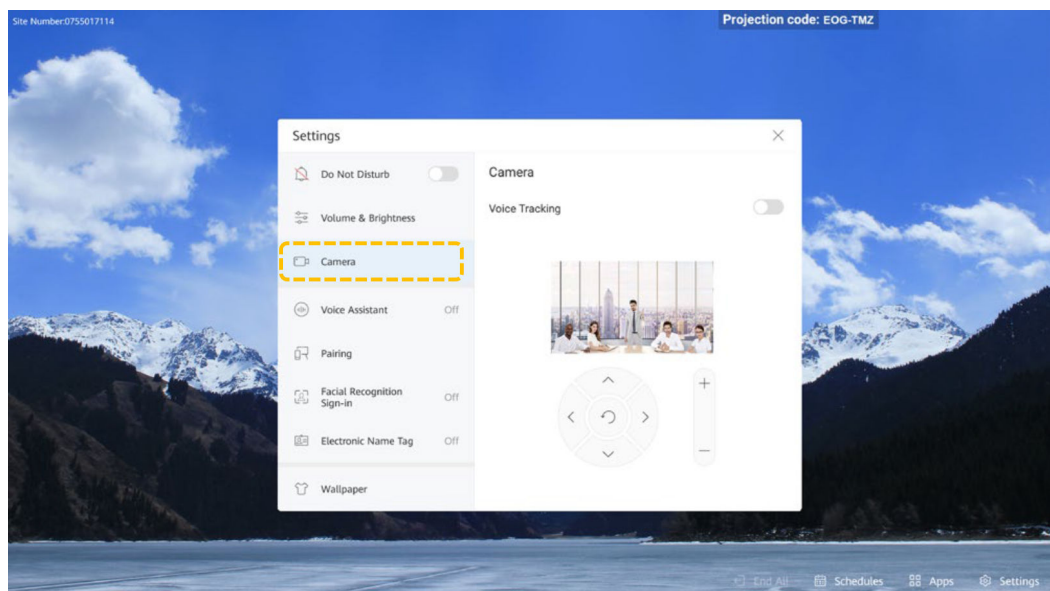 Site Number:0755017114
Projection code: EOG-TMZ
Settings
Do Not Disturb
Volume & Brightness
Camera
Voice Assistant Off
Pairing
Facial Recognition
Sign-in Off
Electronic Name Tag Off
Wallpaper
Camera
Voice Tracking
End All
Schedules
Apps
Settings